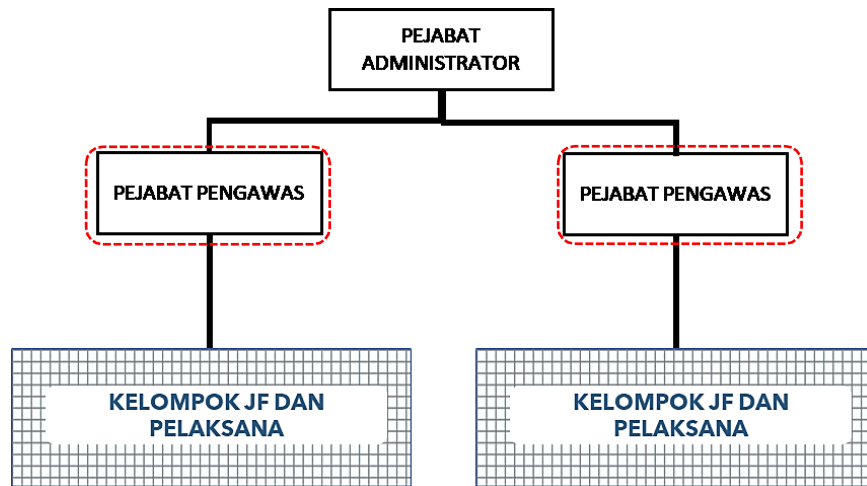 PEJABAT
ADMINISTRATOR
PEJABAT PENGAWAS
PEJABAT PENGAWAS
KELOMPOK JF DAN
PELAKSANA
KELOMPOK JF DAN
PELAKSANA